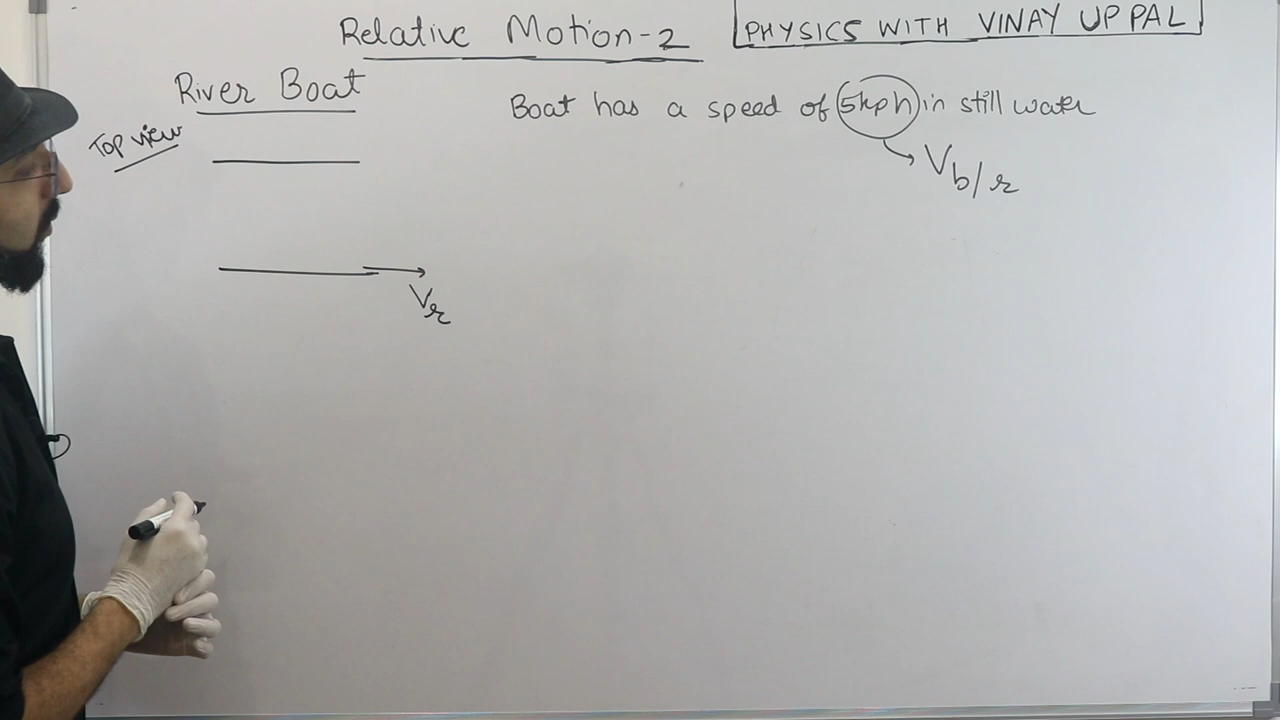 Relative Motion-2
PHYSICS WITH VINAY UPPAL
River Boat
Top view
Boat has a speed of 5kph in still water
Vb/r
Vr